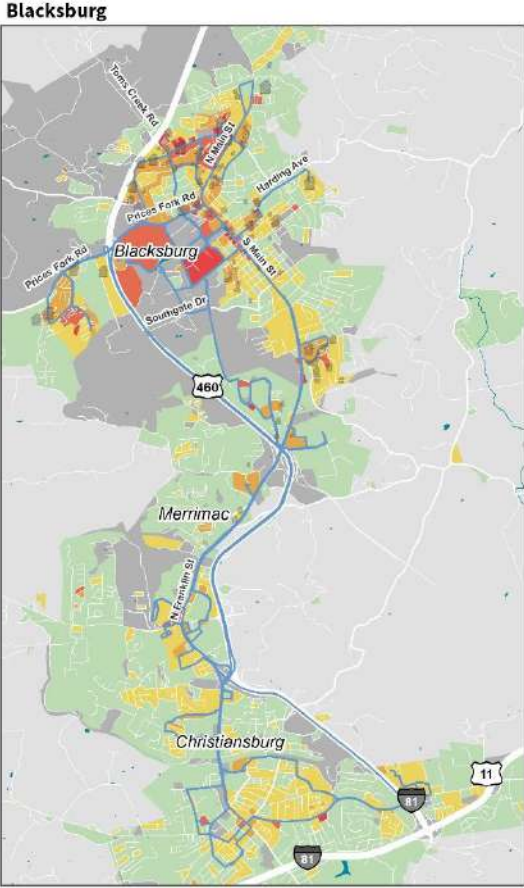 Blacksburg
Toms Creek Rd
N Main St
Harding Ave
Prices Fork Rd
Prices Fork Rd
Blacksburg
S Main St
Southgate Dr
460
Merrimac
N Franklin St
Christiansburg
11
81
81